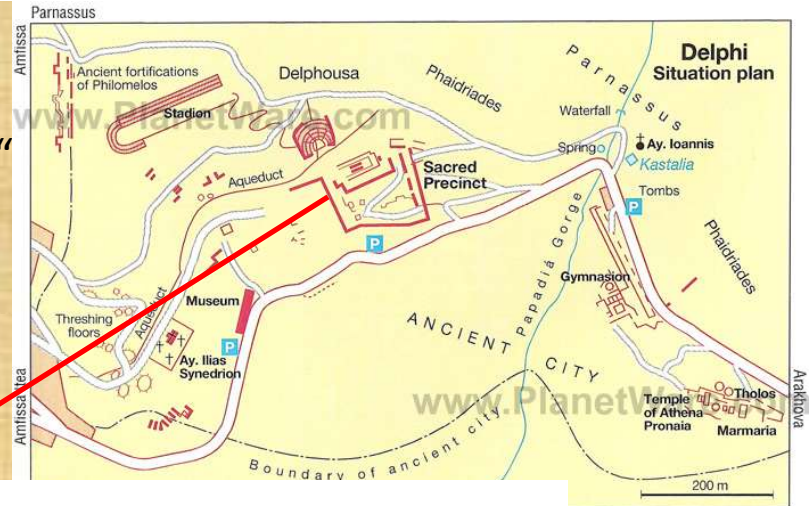 Parnassus
Amfissa
Delphi
Situation plan
Parnassus
Ancient fortifications
of Philomelos
Delphousa
Phaidriades
Stadion
Waterfall
www.PlanetWare.com
“
Spring
Ay. Ioannis
Kastalia
Sacred
Precinct
Aqueduct
Tombs
P
P
Papadiá Gorge
Phaidriades
Gymnasion
Museum
Aqueduct
Threshing
floors
ANCIENT CITY
P
Ay. Ilias
Synedrion
Amfissa
Itea
Arakhova
www.PlanetWare.com
Tholos
Temple
of Athena
Pronaia
Marmaria
Boundary of ancient city
200 m